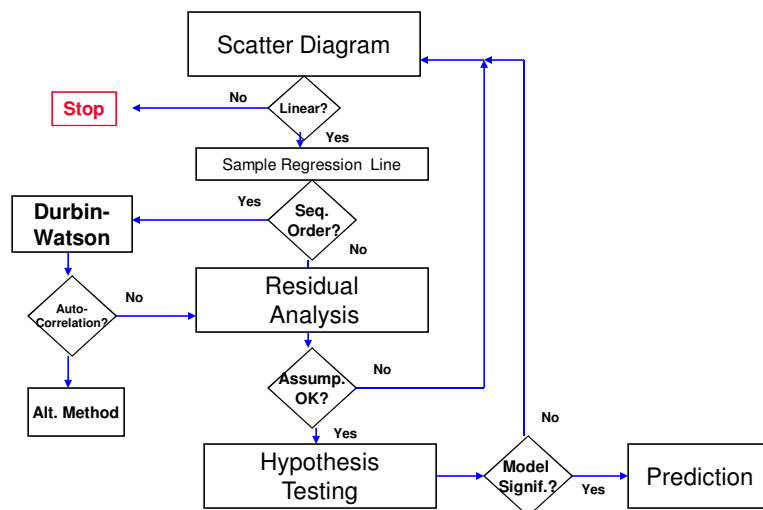 Scatter Diagram
No
Stop
Linear?
Yes
Sample Regression Line
Yes
Durbin-
Watson
Seq.
Order?
No
Residual
Analysis
No
Auto-
Correlation?
Assump.
OK?
No
Alt. Method
Yes
No
Hypothesis
Testing
Model
Signif.?
Yes
Prediction